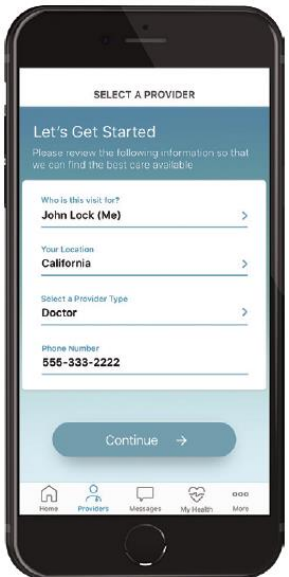 SELECT A PROVIDER
Let's Get Started
Please review the following information so that
we can find the best care available
Who is this visit for?
John Lock (Me)
Your Location
California
Select a Provider Type
Doctor
Phone Number
555-333-2222
Continue →
Home Providers Messages My Health More